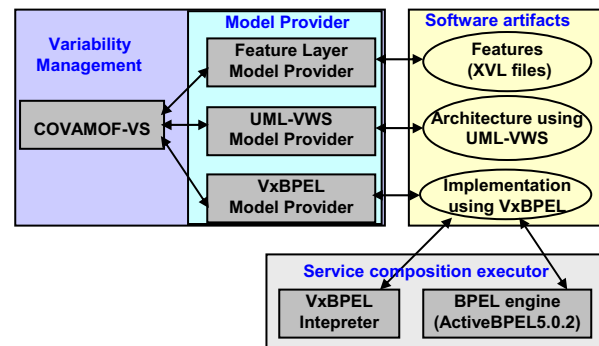 Variability
Management
Model Provider
Software artifacts
Feature Layer
Model Provider
Features
(XVL files)
COVAMOF-VS
UML-VWS
Model Provider
Architecture using
UML-VWS
VxBPEL
Model Provider
Implementation
using VxBPEL
Service composition executor
VxBPEL
Intepreter
BPEL engine
(ActiveBPEL5.0.2)